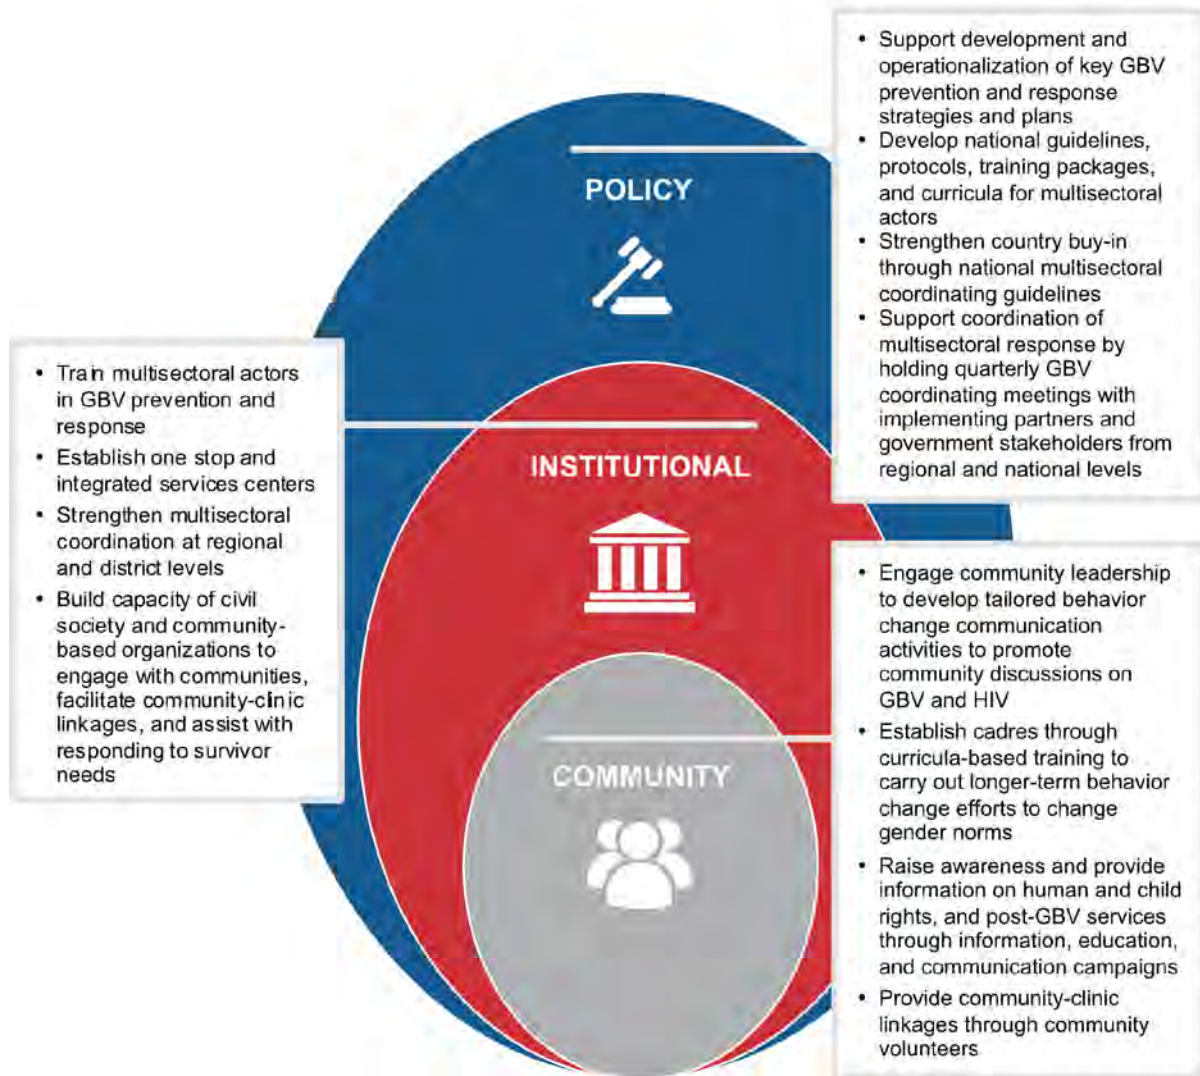 • Support development and
operationalization of key GBV
prevention and response
strategies and plans
• Develop national guidelines,
protocols, training packages,
and curricula for multisectoral
actors
• Strengthen country buy-in
through national multisectoral
coordinating guidelines
• Support coordination of
multisectoral response by
holding quarterly GBV
coordinating meetings with
implementing partners and
government stakeholders from
regional and national levels
POLICY
• Train multisectoral actors
in GBV prevention and
response
• Establish one stop and
integrated services centers
• Strengthen multisectoral
coordination at regional
and district levels
• Build capacity of civil
society and community-
based organizations to
engage with communities,
facilitate community-clinic
linkages, and assist with
responding to survivor
needs
INSTITUTIONAL
• Engage community leadership
to develop tailored behavior
change communication
activities to promote
community discussions on
GBV and HIV
• Establish cadres through
curricula-based training to
carry out longer-term behavior
change efforts to change
gender norms
• Raise awareness and provide
information on human and child
rights, and post-GBV services
through information, education,
and communication campaigns
• Provide community-clinic
linkages through community
volunteers
COMMUNITY